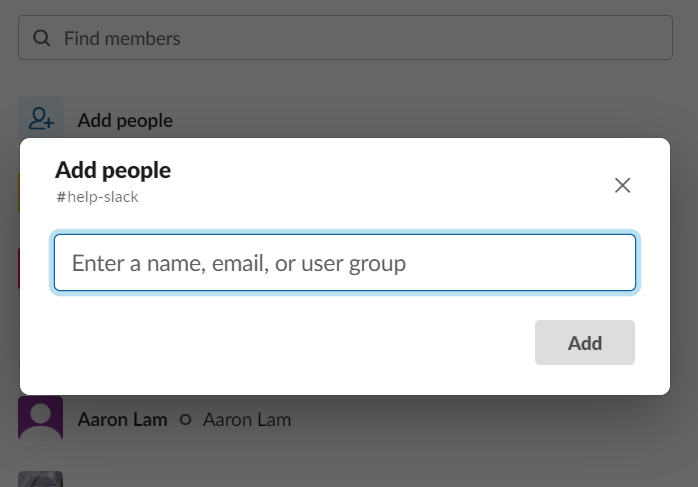 Find members
Add people
Add people
#help-slack
Enter a name, email, or user group
Add
Aaron Lam Aaron Lam